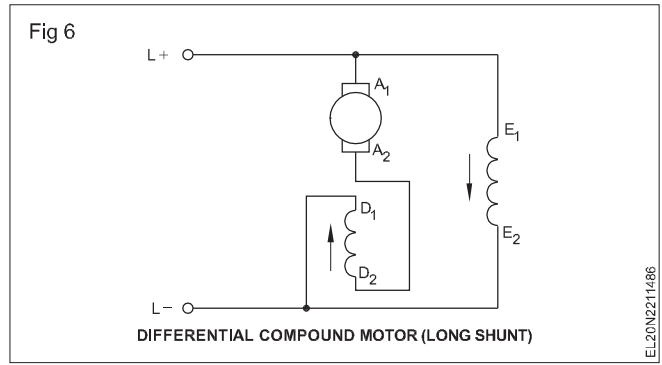 Fig 6
L+
A1
A2
E1
D1
E2
D2
L−
DIFFERENTIAL COMPOUND MOTOR (LONG SHUNT)
EL20N2211486